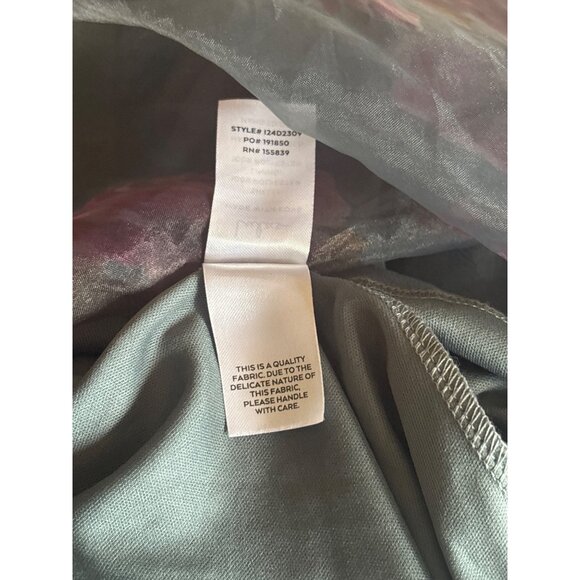 STYLE# I24D2309
PO# 191850
RN# 155839
THIS IS A QUALITY
FABRIC. DUE TO THE
DELICATE NATURE OF
THIS FABRIC,
PLEASE HANDLE
WITH CARE.